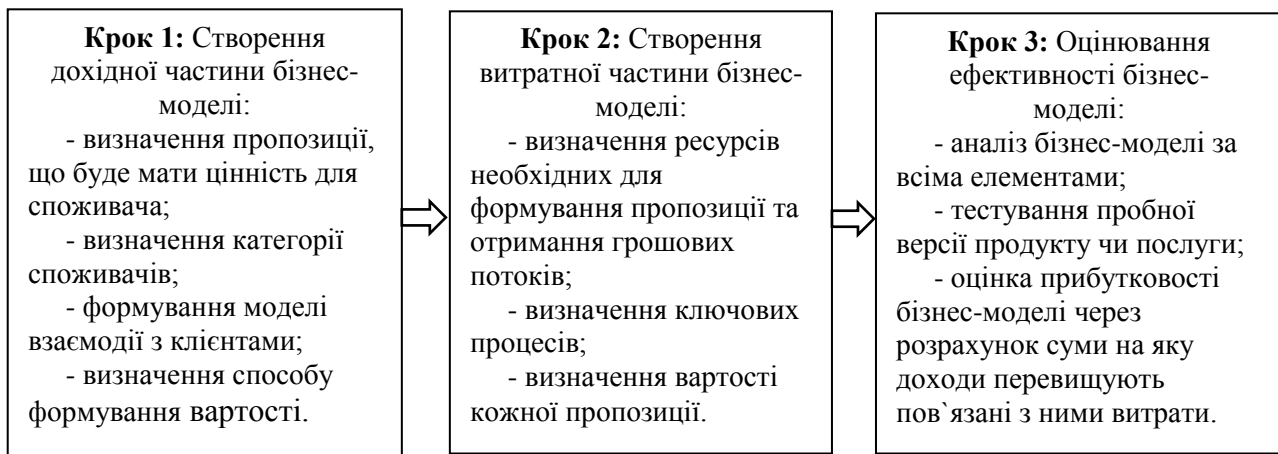 Крок 1: Створення
дохідної частини бізнес-
моделі:
- визначення пропозиції,
що буде мати цінність для
споживача;
- визначення категорії
споживачів;
- формування моделі
взаємодії з клієнтами;
- визначення способу
формування вартості.
Крок 2: Створення
витратної частини бізнес-
моделі:
- визначення ресурсів
необхідних для
формування пропозиції та
отримання грошових
потоків;
- визначення ключових
процесів;
- визначення вартості
кожної пропозиції.
Крок 3: Оцінювання
ефективності бізнес-
моделі:
- аналіз бізнес-моделі за
всіма елементами;
- тестування пробної
версії продукту чи послуги;
- оцінка прибутковості
бізнес-моделі через
розрахунок суми на яку
доходи перевищують
пов`язані з ними витрати.